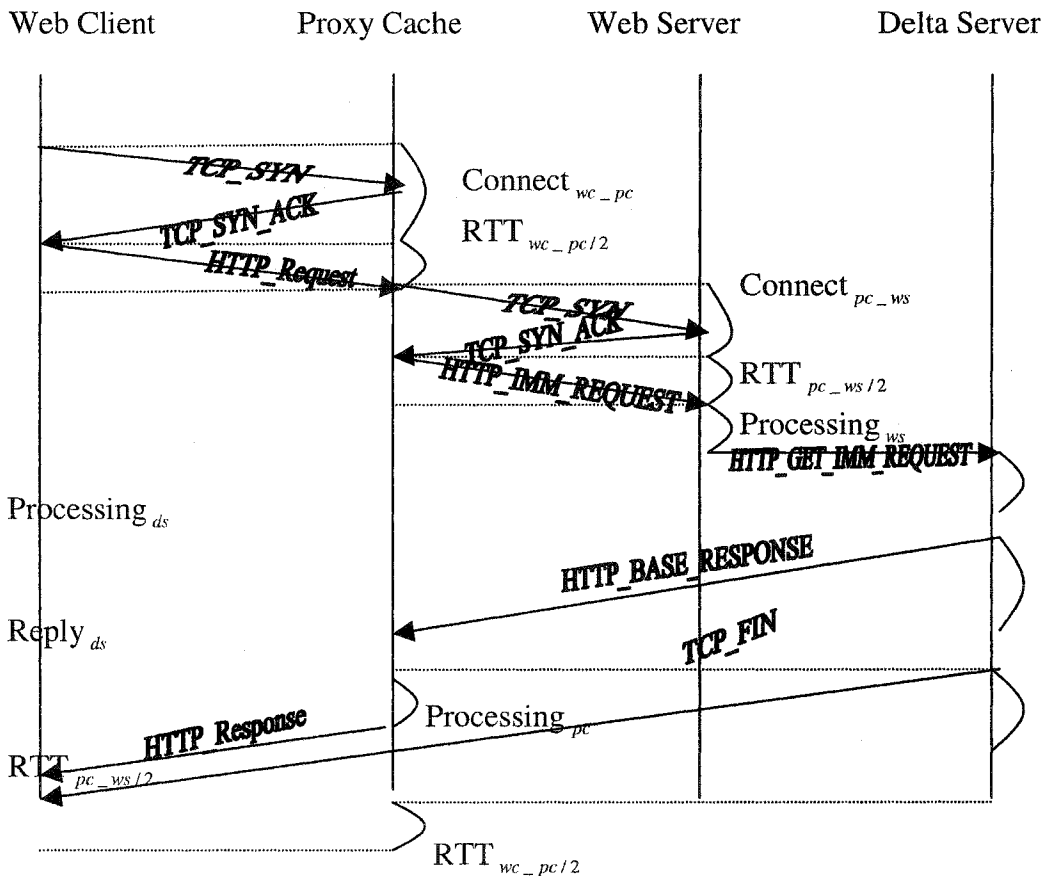 Web Client Proxy Cache Web Server Delta Server
TCP_SYN
Connect wc_pc
TCP_SYN_ACK
RTT wc_pc/2
HTTP_Request
Connect pc_ws
TCP_SYN
TCP_SYN_ACK
HTTP_IMM_REQUEST
RTT pc_ws/2
Processing ws
HTTP_GET_IMM_REQUEST
Processing ds
HTTP_BASE_RESPONSE
Reply ds
TCP_FIN
HTTP_Response
Processing pc
RTT pc_ws/2
RTT wc_pc/2